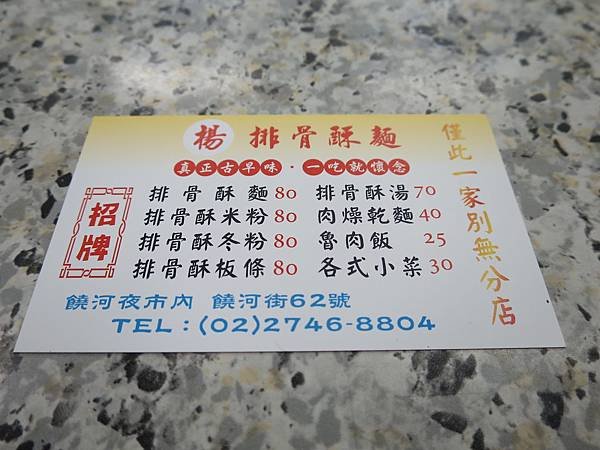 楊 排骨酥麵
真正古早味・一吃就懷念
僅此一家別無分店
招牌
排骨酥麵 80
排骨酥米粉 80
排骨酥冬粉 80
排骨酥板條 80
排骨酥湯 70
肉燥乾麵 40
魯肉飯 25
各式小菜 30
饒河夜市內 饒河街62號
TEL：(02)2746-8804